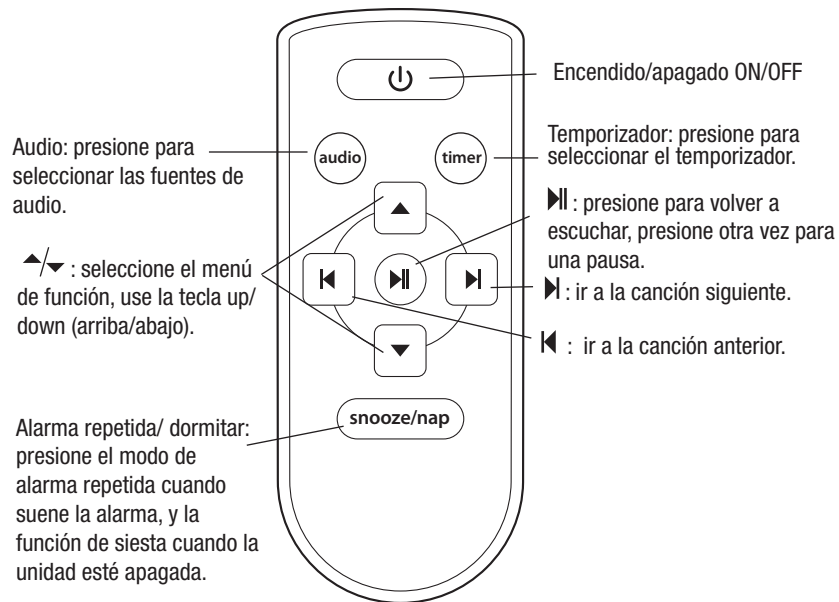 Encendido/apagado ON/OFF
Audio: presione para
seleccionar las fuentes de
audio.
audio
timer
Temporizador: presione para
seleccionar el temporizador.
: presione para volver a
escuchar, presione otra vez para
una pausa.
: seleccione el menú
de función, use la tecla up/
down (arriba/abajo).
: ir a la canción siguiente.
: ir a la canción anterior.
snooze/nap
Alarma repetida/ dormitar:
presione el modo de
alarma repetida cuando
suene la alarma, y la
función de siesta cuando la
unidad esté apagada.